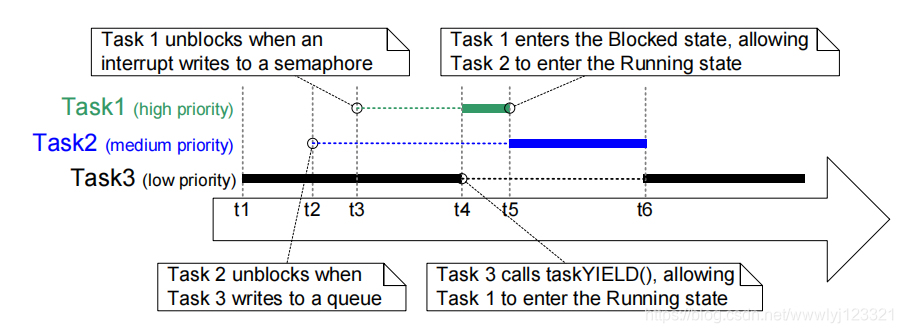 Task 1 unblocks when an
interrupt writes to a semaphore
Task 1 enters the Blocked state, allowing
Task 2 to enter the Running state
Task1 (high priority)
Task2 (medium priority)
Task3 (low priority)
t1 t2 t3 t4 t5 t6
Task 2 unblocks when
Task 3 writes to a queue
Task 3 calls taskYIELD(), allowing
Task 1 to enter the Running state
https://blog.csdn.net/wwwlyj123321